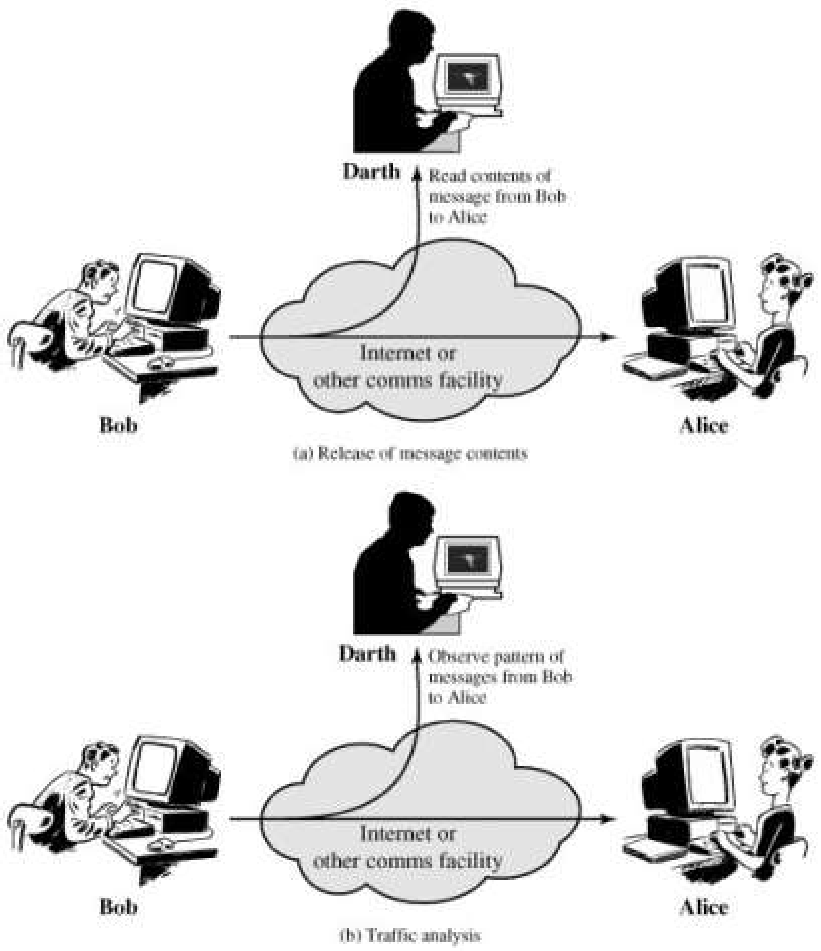 Darth
Read contents of
message from Bob
to Alice
Internet or
other comms facility
Bob
Alice
(a) Release of message contents
Darth
Observe pattern of
messages from Bob
to Alice
Internet or
other comms facility
Bob
Alice
(b) Traffic analysis